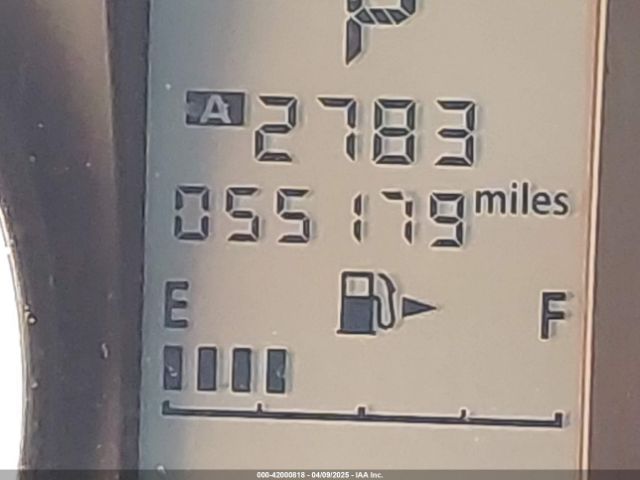 P
A 2783
055179 miles
E F
000-42000818 - 04/09/2025 - IAA Inc.